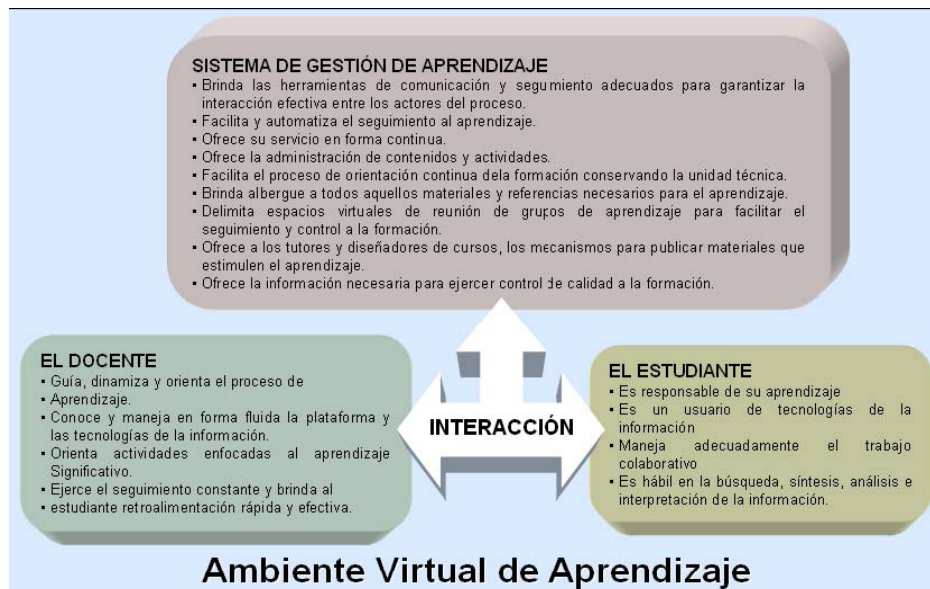 SISTEMA DE GESTIÓN DE APRENDIZAJE
▪ Brinda las herramientas de comunicación y seguimiento adecuados para garantizar la
interacción efectiva entre los actores del proceso.
▪ Facilita y automatiza el seguimiento al aprendizaje.
▪ Ofrece su servicio en forma continua.
▪ Ofrece la administración de contenidos y actividades.
▪ Facilita el proceso de orientación continua dela formación conservando la unidad técnica.
▪ Brinda albergue a todos aquellos materiales y referencias necesarios para el aprendizaje.
▪ Delimita espacios virtuales de reunión de grupos de aprendizaje para facilitar el
seguimiento y control a la formación.
▪ Ofrece a los tutores y diseñadores de cursos, los mecanismos para publicar materiales que
estimulen el aprendizaje.
▪ Ofrece la información necesaria para ejercer control de calidad a la formación.
EL DOCENTE
▪ Guía, dinamiza y orienta el proceso de
▪ Aprendizaje.
▪ Conoce y maneja en forma fluida la plataforma y
las tecnologías de la información.
▪ Orienta actividades enfocadas al aprendizaje
Significativo.
▪ Ejerce el seguimiento constante y brinda al
▪ estudiante retroalimentación rápida y efectiva.
INTERACCIÓN
EL ESTUDIANTE
▪ Es responsable de su aprendizaje
▪ Es un usuario de tecnologías de la
información
▪ Maneja adecuadamente el trabajo
colaborativo
▪ Es hábil en la búsqueda, síntesis, análisis e
interpretación de la información.
Ambiente Virtual de Aprendizaje